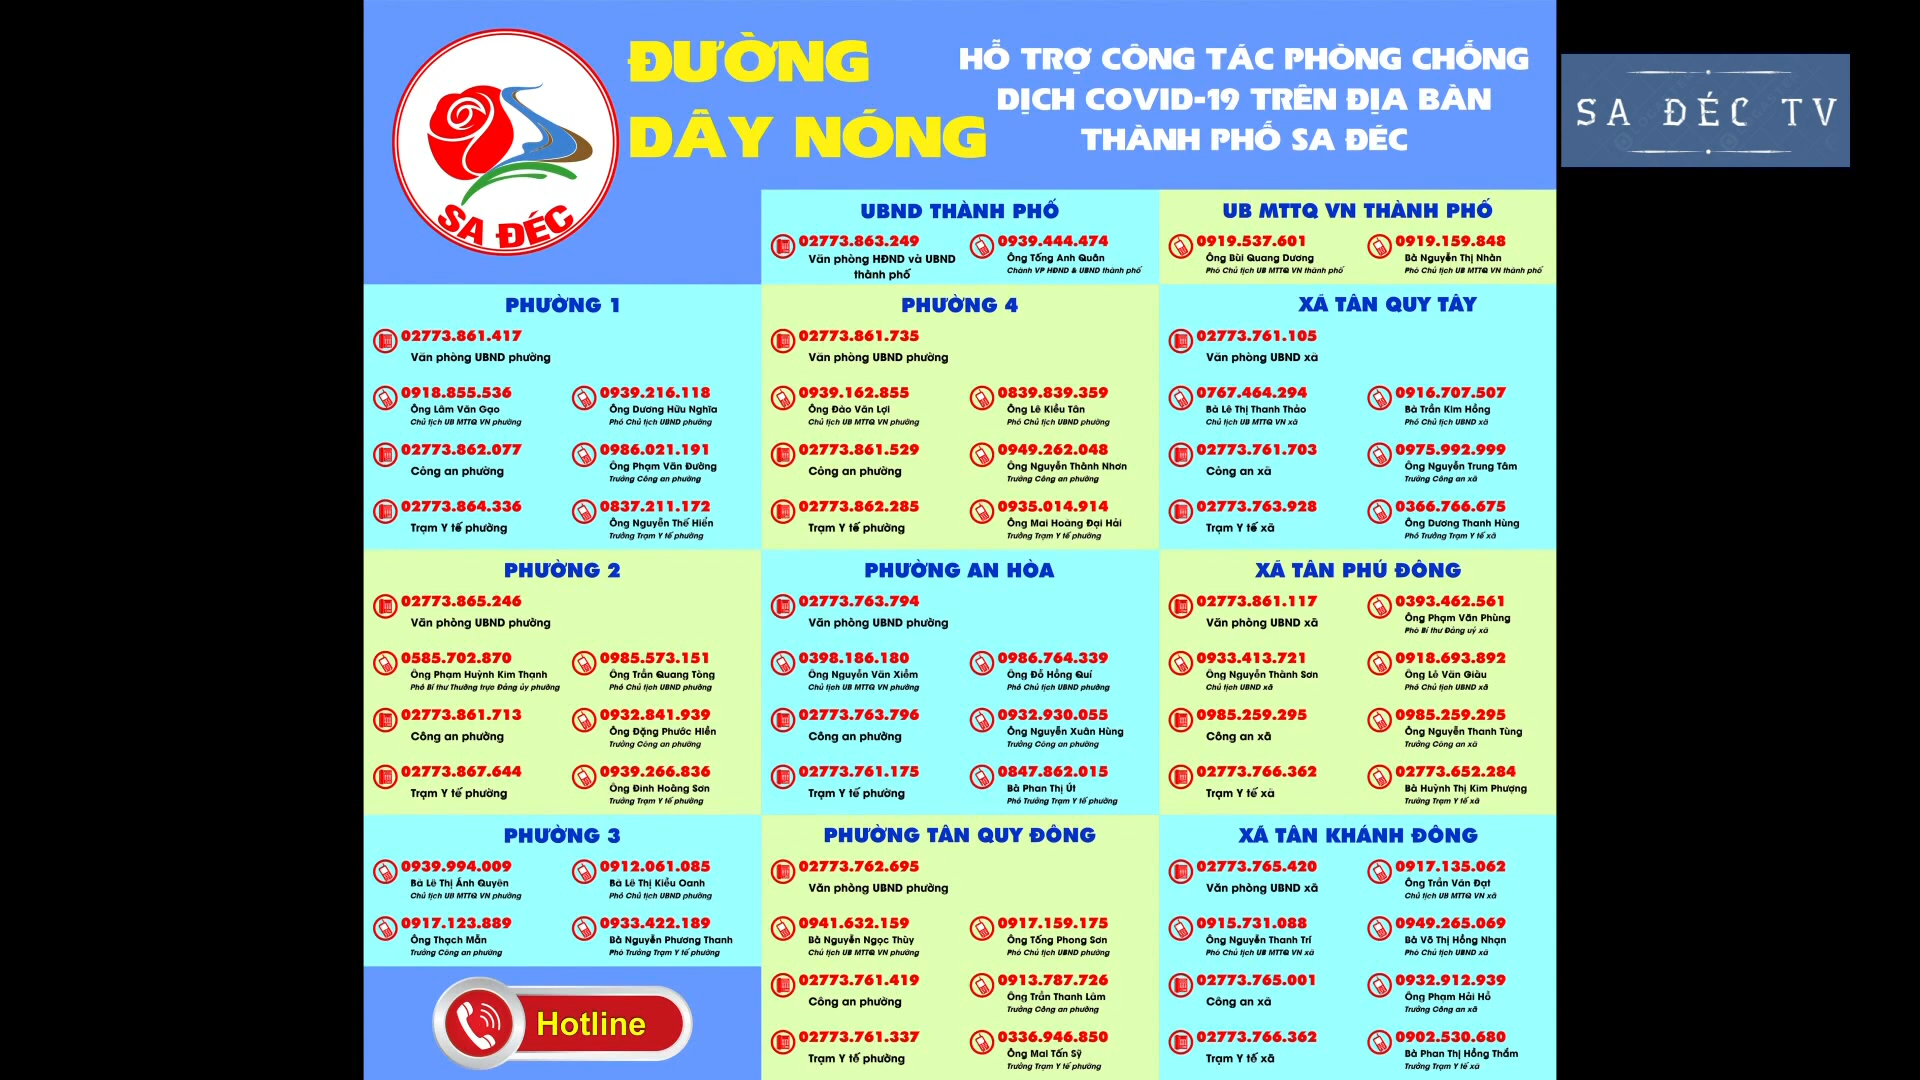 SA ĐÉC
ĐƯỜNG
DÂY NÓNG
HỖ TRỢ CÔNG TÁC PHÒNG CHỐNG
DỊCH COVID-19 TRÊN ĐỊA BÀN
THÀNH PHỐ SA ĐÉC
SA ĐÉC TV
UBND THÀNH PHỐ
02773.863.249
Văn phòng HĐND và UBND
thành phố
0939.444.474
Ông Tống Anh Quân
Chánh VP HĐND & UBND thành phố
UB MTTQ VN THÀNH PHỐ
0919.537.601
Ông Bùi Quang Dương
Phó Chủ tịch UB MTTQ VN thành phố
0919.159.848
Bà Nguyễn Thị Nhàn
Phó Chủ tịch UB MTTQ VN thành phố
PHƯỜNG 1
02773.861.417
Văn phòng UBND phường
0918.855.536
Ông Lâm Văn Gạo
Chủ tịch UB MTTQ VN phường
0939.216.118
Ông Dương Hữu Nghĩa
Phó Chủ tịch UBND phường
02773.862.077
Công an phường
0986.021.191
Ông Phạm Văn Đường
Trưởng Công an phường
02773.864.336
Trạm Y tế phường
0837.211.172
Ông Nguyễn Thế Hiển
Trưởng Trạm Y tế phường
PHƯỜNG 4
02773.861.735
Văn phòng UBND phường
0939.162.855
Ông Đào Văn Lợi
Chủ tịch UB MTTQ VN phường
0839.839.359
Ông Lê Kiều Tân
Phó Chủ tịch UBND phường
02773.861.529
Công an phường
0949.262.048
Ông Nguyễn Thành Nhơn
Trưởng Công an phường
02773.862.285
Trạm Y tế phường
0935.014.914
Ông Mai Hoàng Đại Hải
Trưởng Trạm Y tế phường
XÃ TÂN QUY TÂY
02773.761.105
Văn phòng UBND xã
0767.464.294
Bà Lê Thị Thanh Thảo
Chủ tịch UB MTTQ VN xã
0916.707.507
Bà Trần Kim Hồng
Phó Chủ tịch UBND xã
02773.761.703
Công an xã
0975.992.999
Ông Nguyễn Trung Tâm
Trưởng Công an xã
02773.763.928
Trạm Y tế xã
0366.766.675
Ông Dương Thanh Hùng
Phó Trưởng Trạm Y tế xã
PHƯỜNG 2
02773.865.246
Văn phòng UBND phường
0585.702.870
Ông Phạm Huỳnh Kim Thạnh
Phó Bí thư Thường trực Đảng ủy phường
0985.573.151
Ông Trần Quang Tòng
Phó Chủ tịch UBND phường
02773.861.713
Công an phường
0932.841.939
Ông Đặng Phước Hiền
Trưởng Công an phường
02773.867.644
Trạm Y tế phường
0939.266.836
Ông Đinh Hoàng Sơn
Trưởng Trạm Y tế phường
PHƯỜNG AN HÒA
02773.763.794
Văn phòng UBND phường
0398.186.180
Ông Nguyễn Văn Xiềm
Chủ tịch UB MTTQ VN phường
0986.764.339
Ông Đỗ Hồng Quí
Phó Chủ tịch UBND phường
02773.763.796
Công an phường
0932.930.055
Ông Nguyễn Xuân Hùng
Trưởng Công an phường
02773.761.175
Trạm Y tế phường
0847.862.015
Bà Phan Thị Út
Phó Trưởng Trạm Y tế phường
XÃ TÂN PHÚ ĐÔNG
02773.861.117
Văn phòng UBND xã
0393.462.561
Ông Phạm Văn Phùng
Phó Bí thư Đảng uỷ xã
0933.413.721
Ông Nguyễn Thành Sơn
Chủ tịch UBND xã
0918.693.892
Ông Lê Văn Giàu
Phó Chủ tịch UBND xã
0985.259.295
Công an xã
0985.259.295
Ông Nguyễn Thanh Tùng
Trưởng Công an xã
02773.766.362
Trạm Y tế xã
02773.652.284
Bà Huỳnh Thị Kim Phượng
Trưởng Trạm Y tế xã
PHƯỜNG 3
0939.994.009
Bà Lê Thị Ánh Quyên
Chủ tịch UB MTTQ VN phường
0912.061.085
Bà Lê Thị Kiều Oanh
Phó Chủ tịch UBND phường
0917.123.889
Ông Thạch Mẫn
Trưởng Công an phường
0933.422.189
Bà Nguyễn Phương Thanh
Phó Trưởng Trạm Y tế phường
Hotline
PHƯỜNG TÂN QUY ĐÔNG
02773.762.695
Văn phòng UBND phường
0941.632.159
Bà Nguyễn Ngọc Thùy
Chủ tịch UB MTTQ VN phường
0917.159.175
Ông Tống Phong Sơn
Phó Chủ tịch UBND phường
02773.761.419
Công an phường
0913.787.726
Ông Trần Thanh Lâm
Trưởng Công an phường
02773.761.337
Trạm Y tế phường
0336.946.850
Ông Mai Tấn Sỹ
Trưởng Trạm Y tế phường
XÃ TÂN KHÁNH ĐÔNG
02773.765.420
Văn phòng UBND xã
0917.135.062
Ông Trần Văn Đạt
Chủ tịch UB MTTQ VN xã
0915.731.088
Ông Nguyễn Thanh Trí
Phó Chủ tịch UB MTTQ VN xã
0949.265.069
Bà Võ Thị Hồng Nhạn
Phó Chủ tịch UBND xã
02773.765.001
Công an xã
0932.912.939
Ông Phạm Hải Hồ
Trưởng Công an xã
02773.766.362
Trạm Y tế xã
0902.530.680
Bà Phan Thị Hồng Thắm
Trưởng Trạm Y tế xã